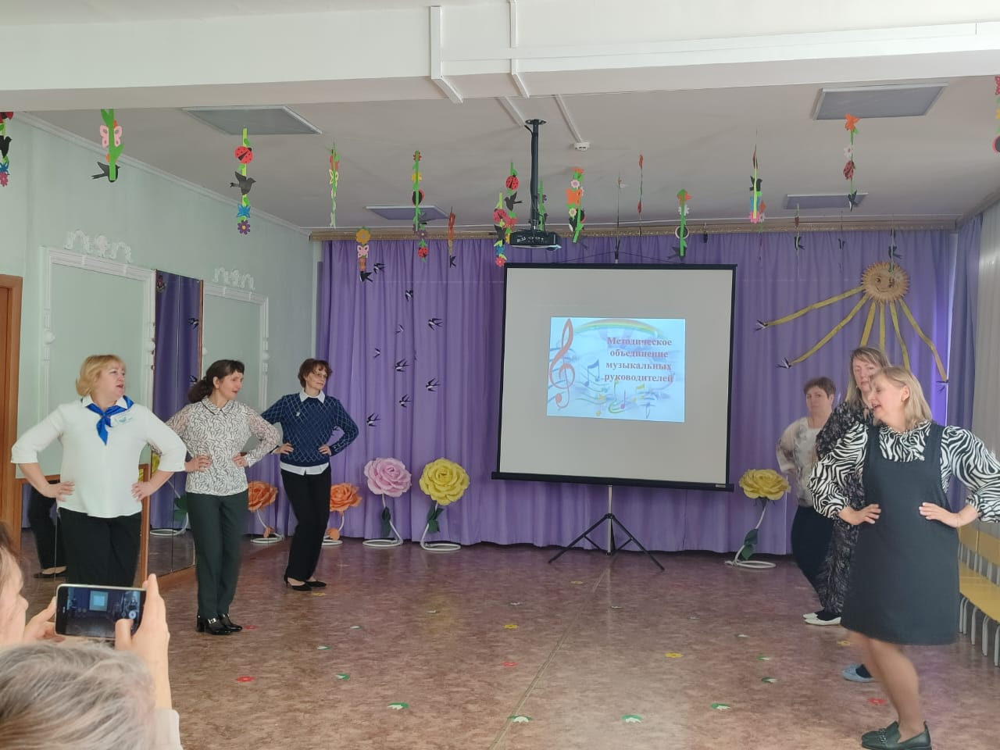 Методическое
объединение
музыкальных
руководителей